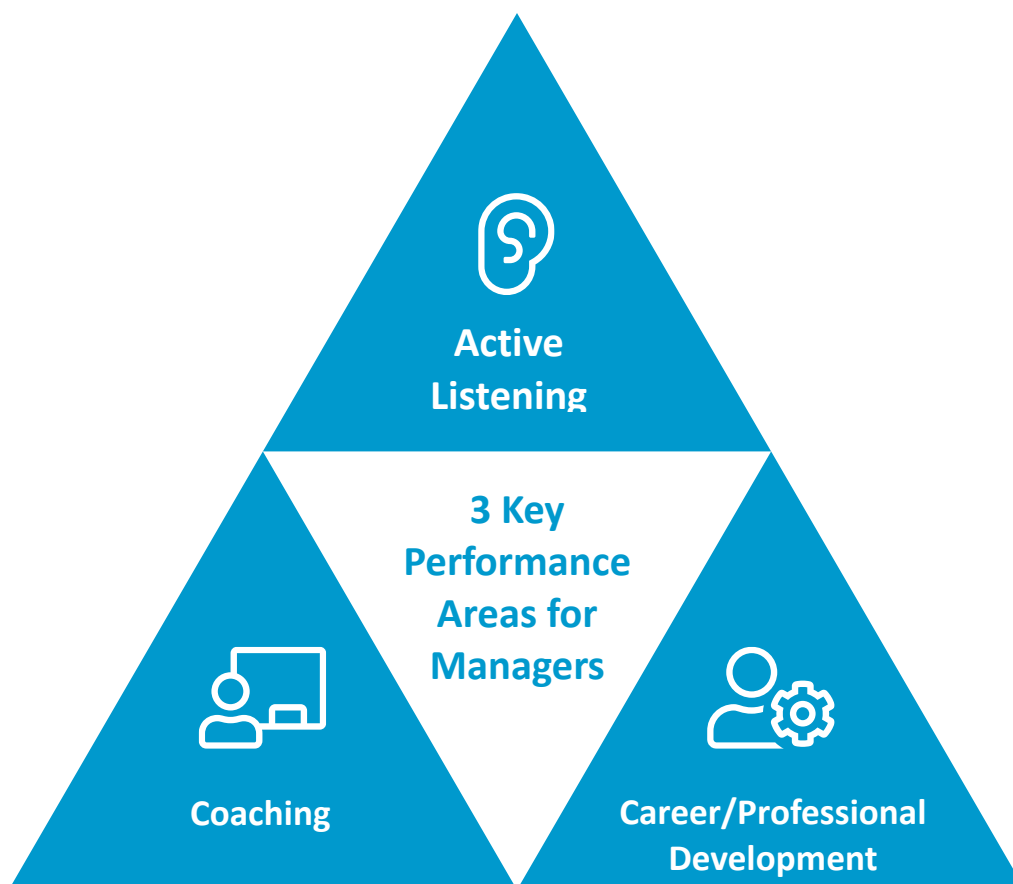 Active
Listening
3 Key
Performance
Areas for
Managers
Coaching
Career/Professional
Development